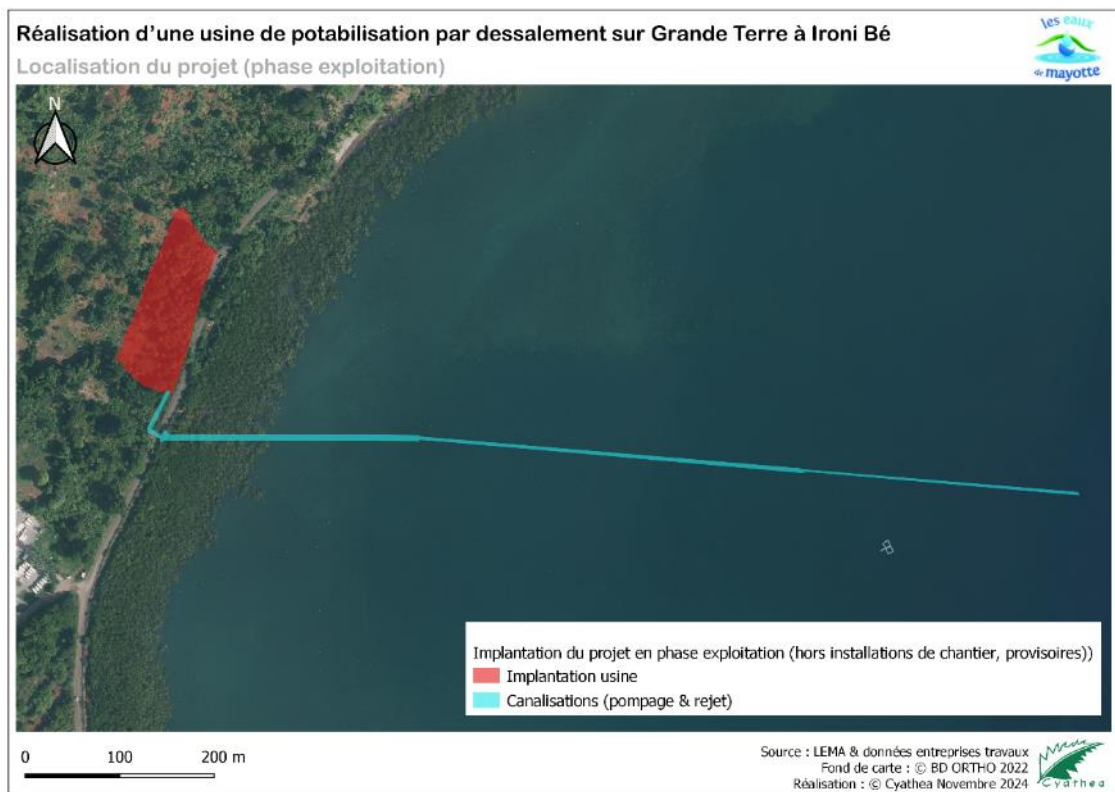 Réalisation d'une usine de potabilisation par dessalement sur Grande Terre à Ironi Bé
Localisation du projet (phase exploitation)
les eaux
de mayotte
N
Implantation du projet en phase exploitation (hors installations de chantier, provisoires))
Implantation usine
Canalisations (pompage & rejet)
0 100 200 m
Source : LEMA & données entreprises travaux
Fond de carte : © BD ORTHO 2022
Réalisation : © Cyathea Novembre 2024
Cyathea